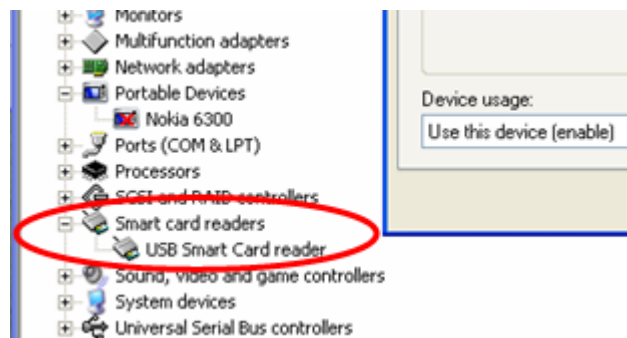 Monitors
Multifunction adapters
Network adapters
Portable Devices
Nokia 6300
Ports (COM & LPT)
Processors
SCSI and RAID controllers
Smart card readers
USB Smart Card reader
Sound, video and game controllers
System devices
Universal Serial Bus controllers
Device usage:
Use this device (enable)